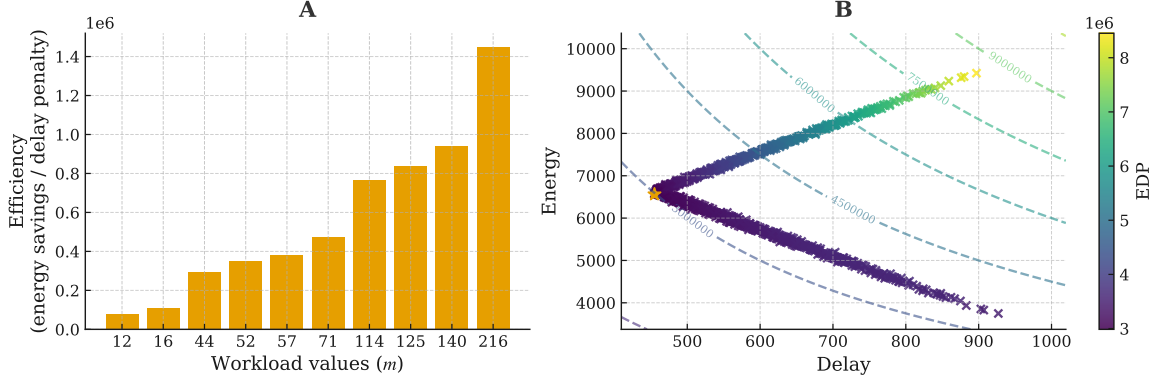 A
1e6
Efficiency
(energy savings / delay penalty)
1.4
1.2
1.0
0.8
0.6
0.4
0.2
0.0
12 16 44 52 57 71 114 125 140 216
Workload values (m)
B
Energy
10000
9000
8000
7000
6000
5000
4000
500 600 700 800 900 1000
Delay
3000000
4500000
6000000
7500000
9000000
1e6
8
7
6
5
4
3
EDP